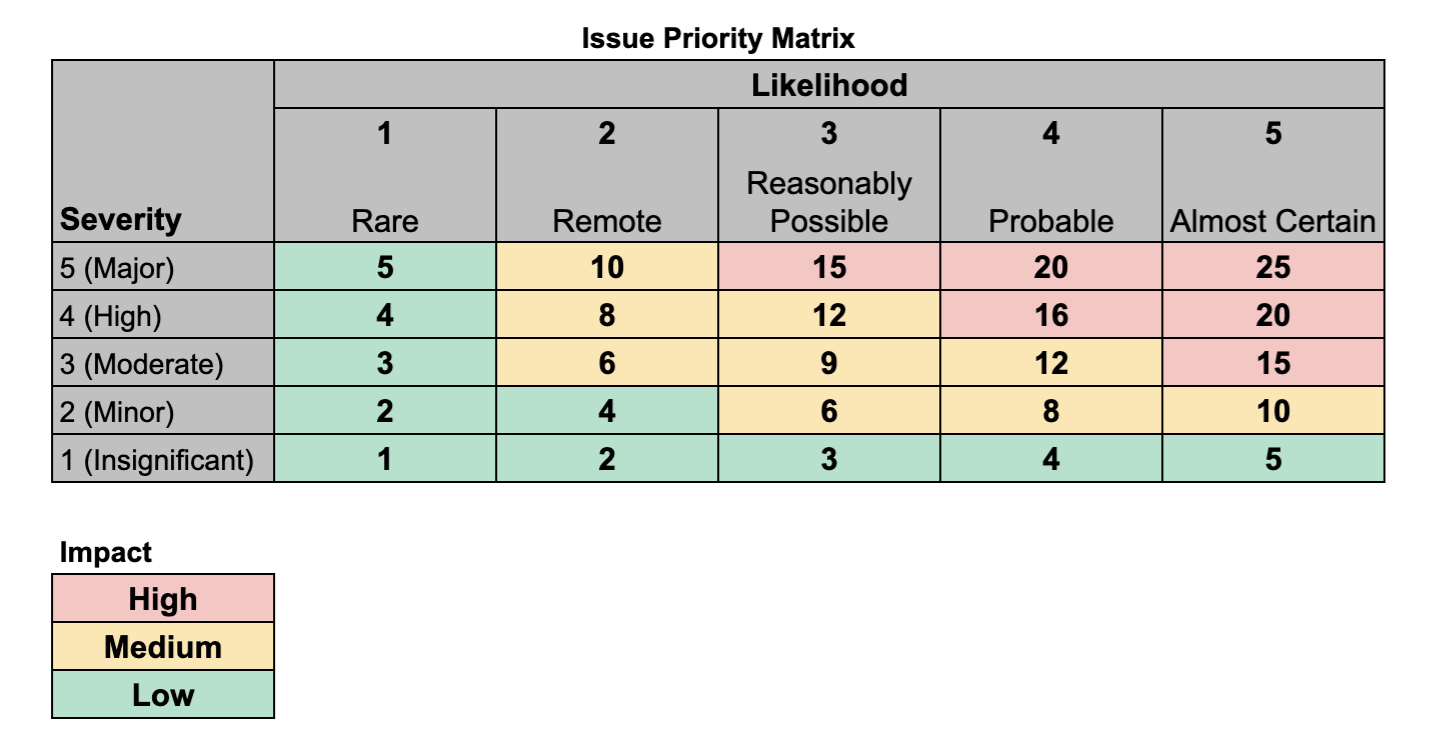 Issue Priority Matrix
Likelihood
1 2 3 4 5
Severity Rare Remote Reasonably Possible Probable Almost Certain
5 (Major) 5 10 15 20 25
4 (High) 4 8 12 16 20
3 (Moderate) 3 6 9 12 15
2 (Minor) 2 4 6 8 10
1 (Insignificant) 1 2 3 4 5
Impact
High
Medium
Low